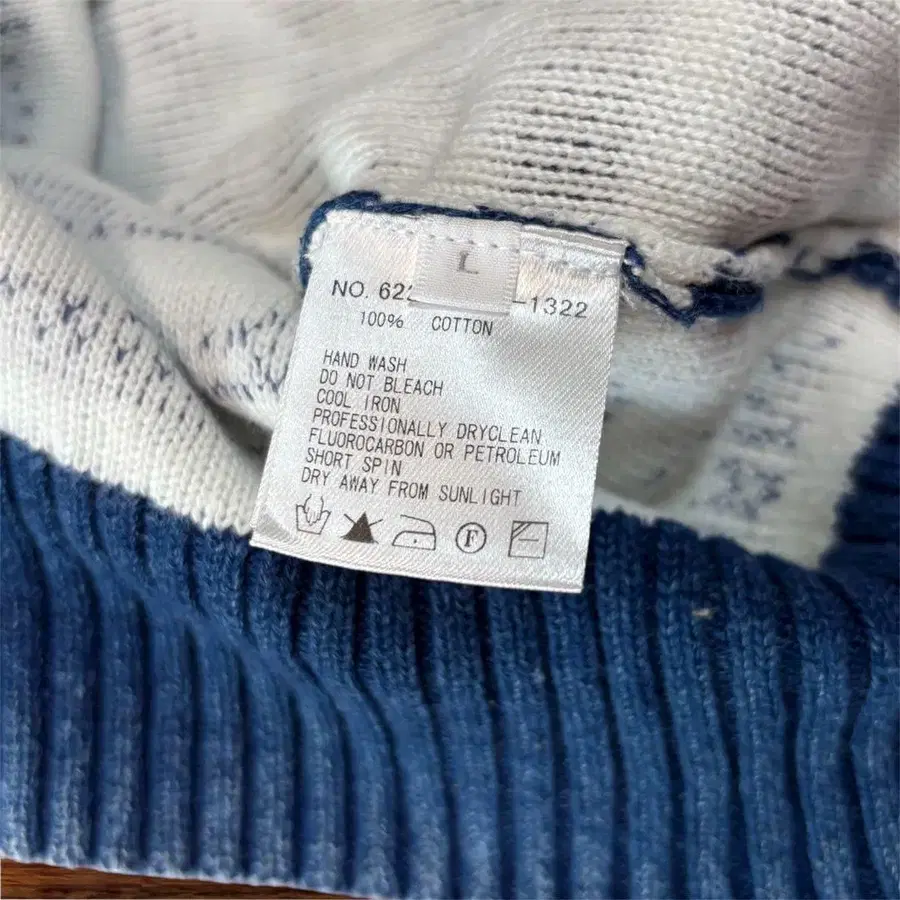 L
NO. 622 -1322
100% COTTON
HAND WASH
DO NOT BLEACH
COOL IRON
PROFESSIONALLY DRYCLEAN
FLUOROCARBON OR PETROLEUM
SHORT SPIN
DRY AWAY FROM SUNLIGHT
F